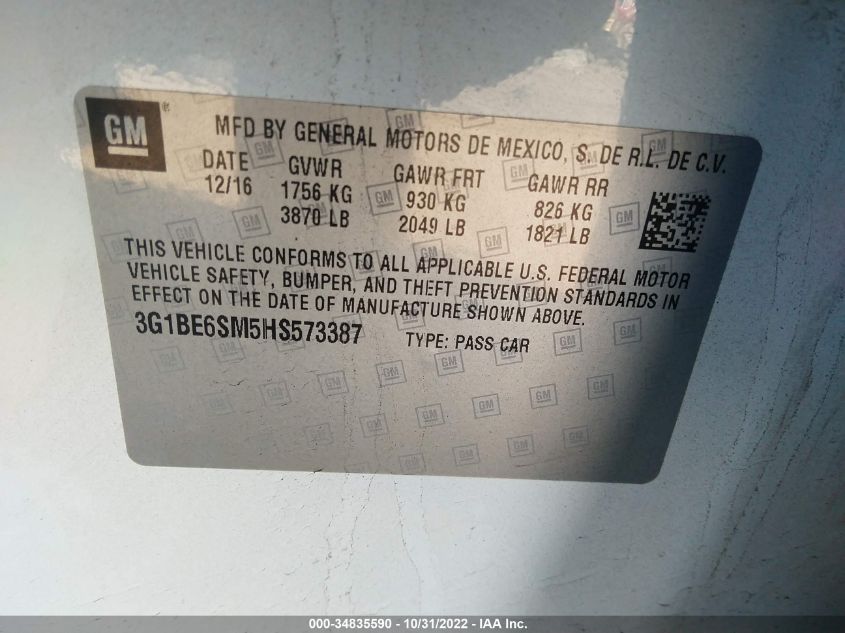 GM ®
MFD BY GENERAL MOTORS DE MEXICO, S. DE R.L. DE C.V.
DATE GVWR GAWR FRT GAWR RR
12/16 1756 KG 930 KG 826 KG
3870 LB 2049 LB 1821 LB
THIS VEHICLE CONFORMS TO ALL APPLICABLE U.S. FEDERAL MOTOR
VEHICLE SAFETY, BUMPER, AND THEFT PREVENTION STANDARDS IN
EFFECT ON THE DATE OF MANUFACTURE SHOWN ABOVE.
3G1BE6SM5HS573387 TYPE: PASS CAR
000-34835590 - 10/31/2022 - IAA Inc.